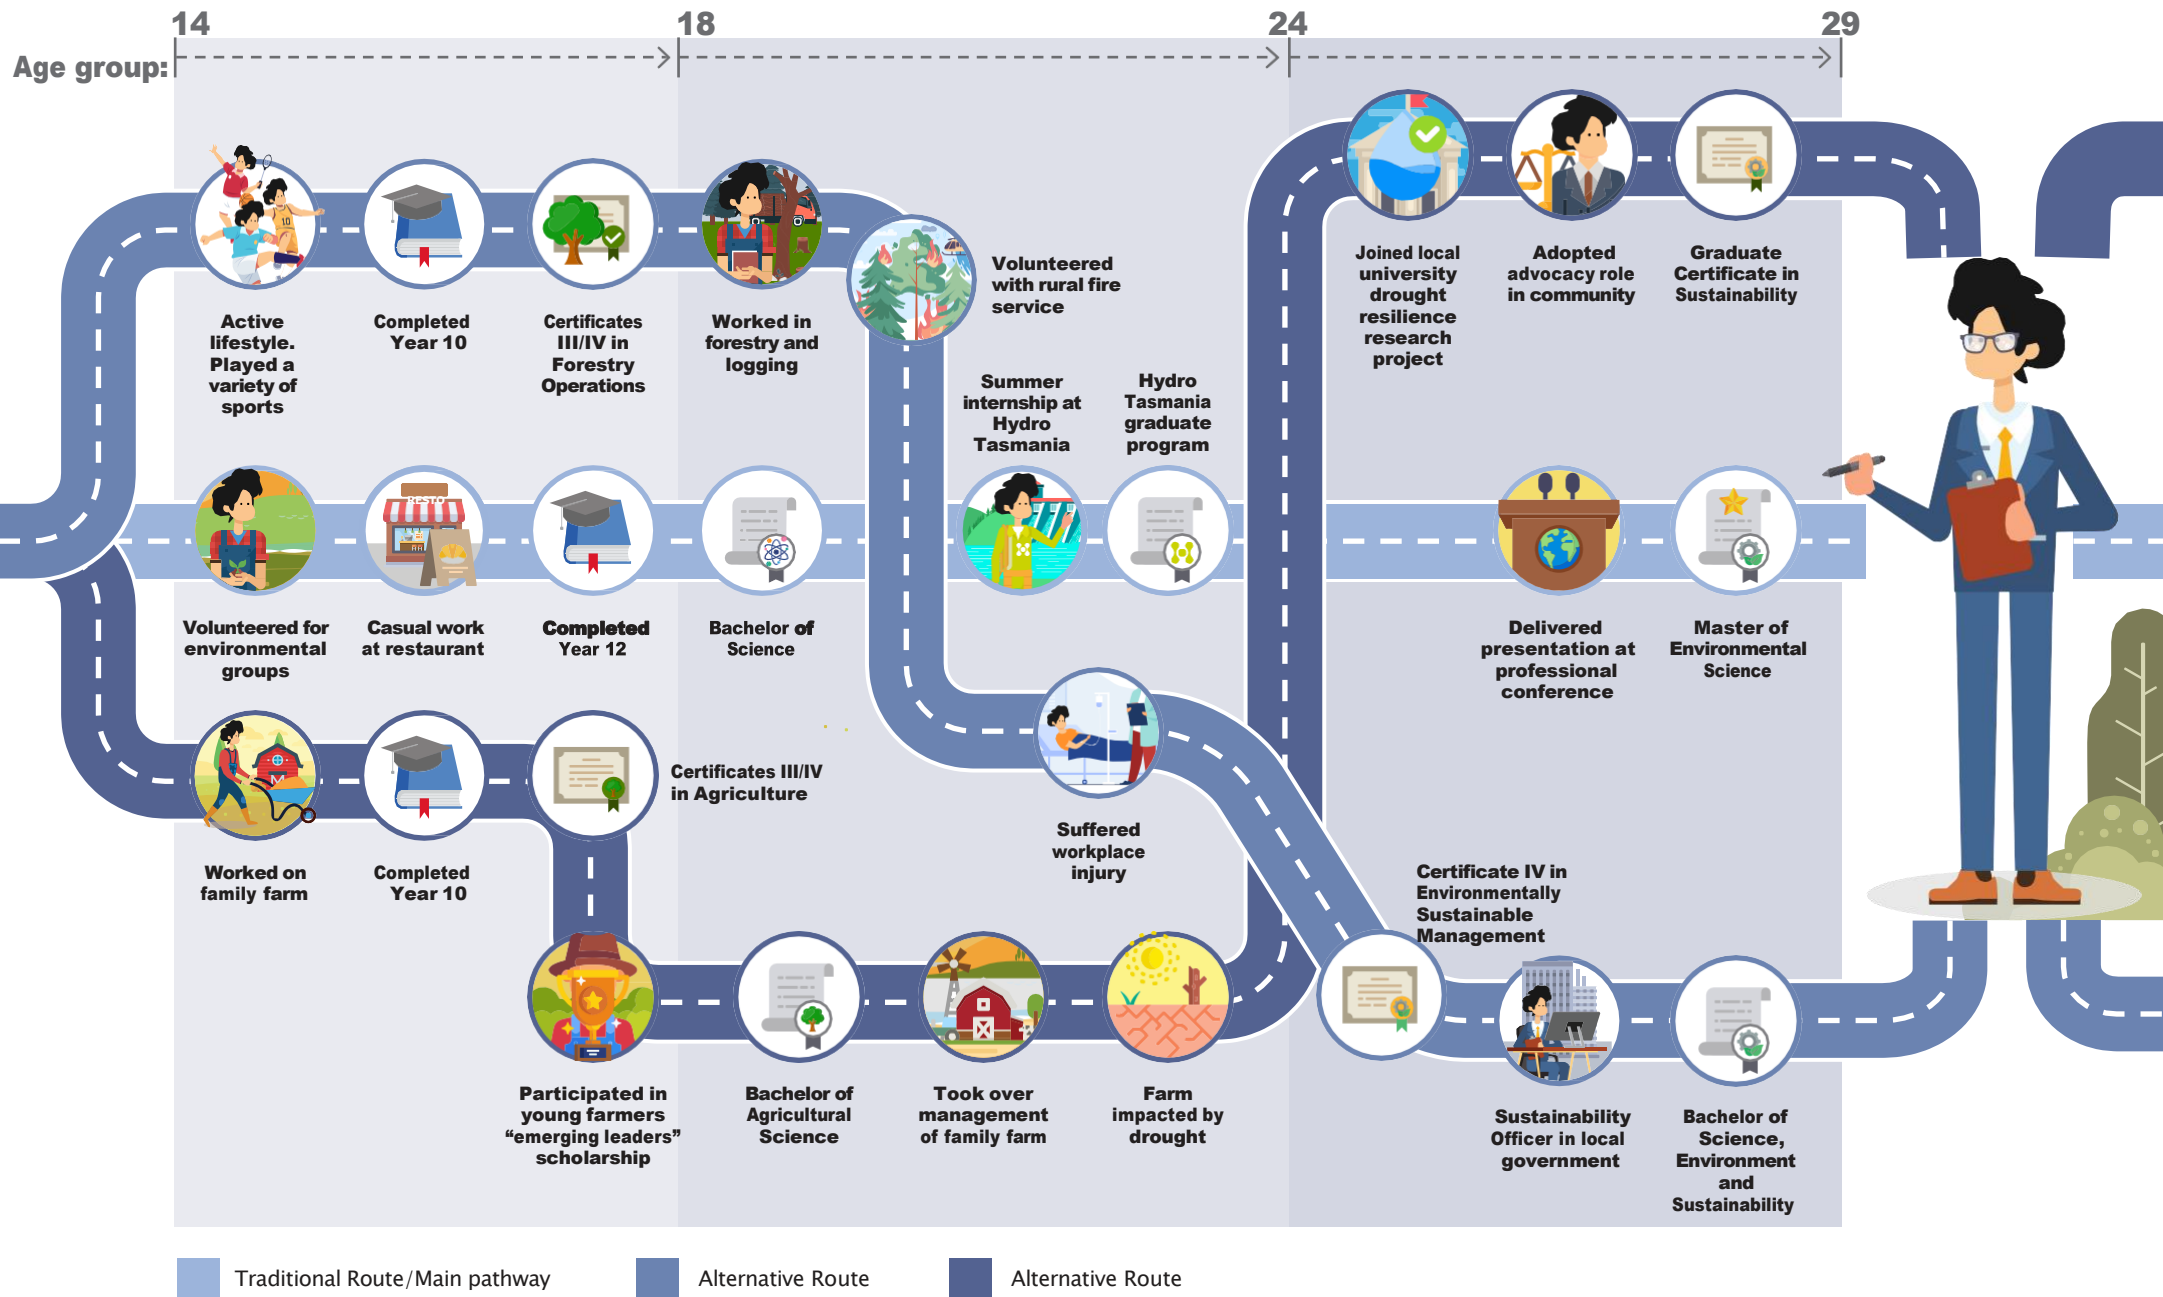 14
18
24
29
Age group:
Active
lifestyle.
Played a
variety of
sports
Completed
Year 10
Certificates
III/IV in
Forestry
Operations
Worked in
forestry and
logging
Volunteered
with rural fire
service
Joined local
university
drought
resilience
research
project
Adopted
advocacy role
in community
Graduate
Certificate in
Sustainability
10
Summer
internship at
Hydro
Tasmania
Hydro
Tasmania
graduate
program
RESTO
Volunteered for
environmental
groups
Casual work
at restaurant
Completed
Year 12
Bachelor of
Science
Delivered
presentation at
professional
conference
Master of
Environmental
Science
Certificates III/IV
in Agriculture
M
Worked on
family farm
Completed
Year 10
Suffered
workplace
injury
Certificate IV in
Environmentally
Sustainable
Management
Participated in
young farmers
“emerging leaders”
scholarship
Bachelor of
Agricultural
Science
Took over
management
of family farm
Farm
impacted by
drought
Sustainability
Officer in local
government
Bachelor of
Science,
Environment
and
Sustainability
Traditional Route/Main pathway
Alternative Route
Alternative Route